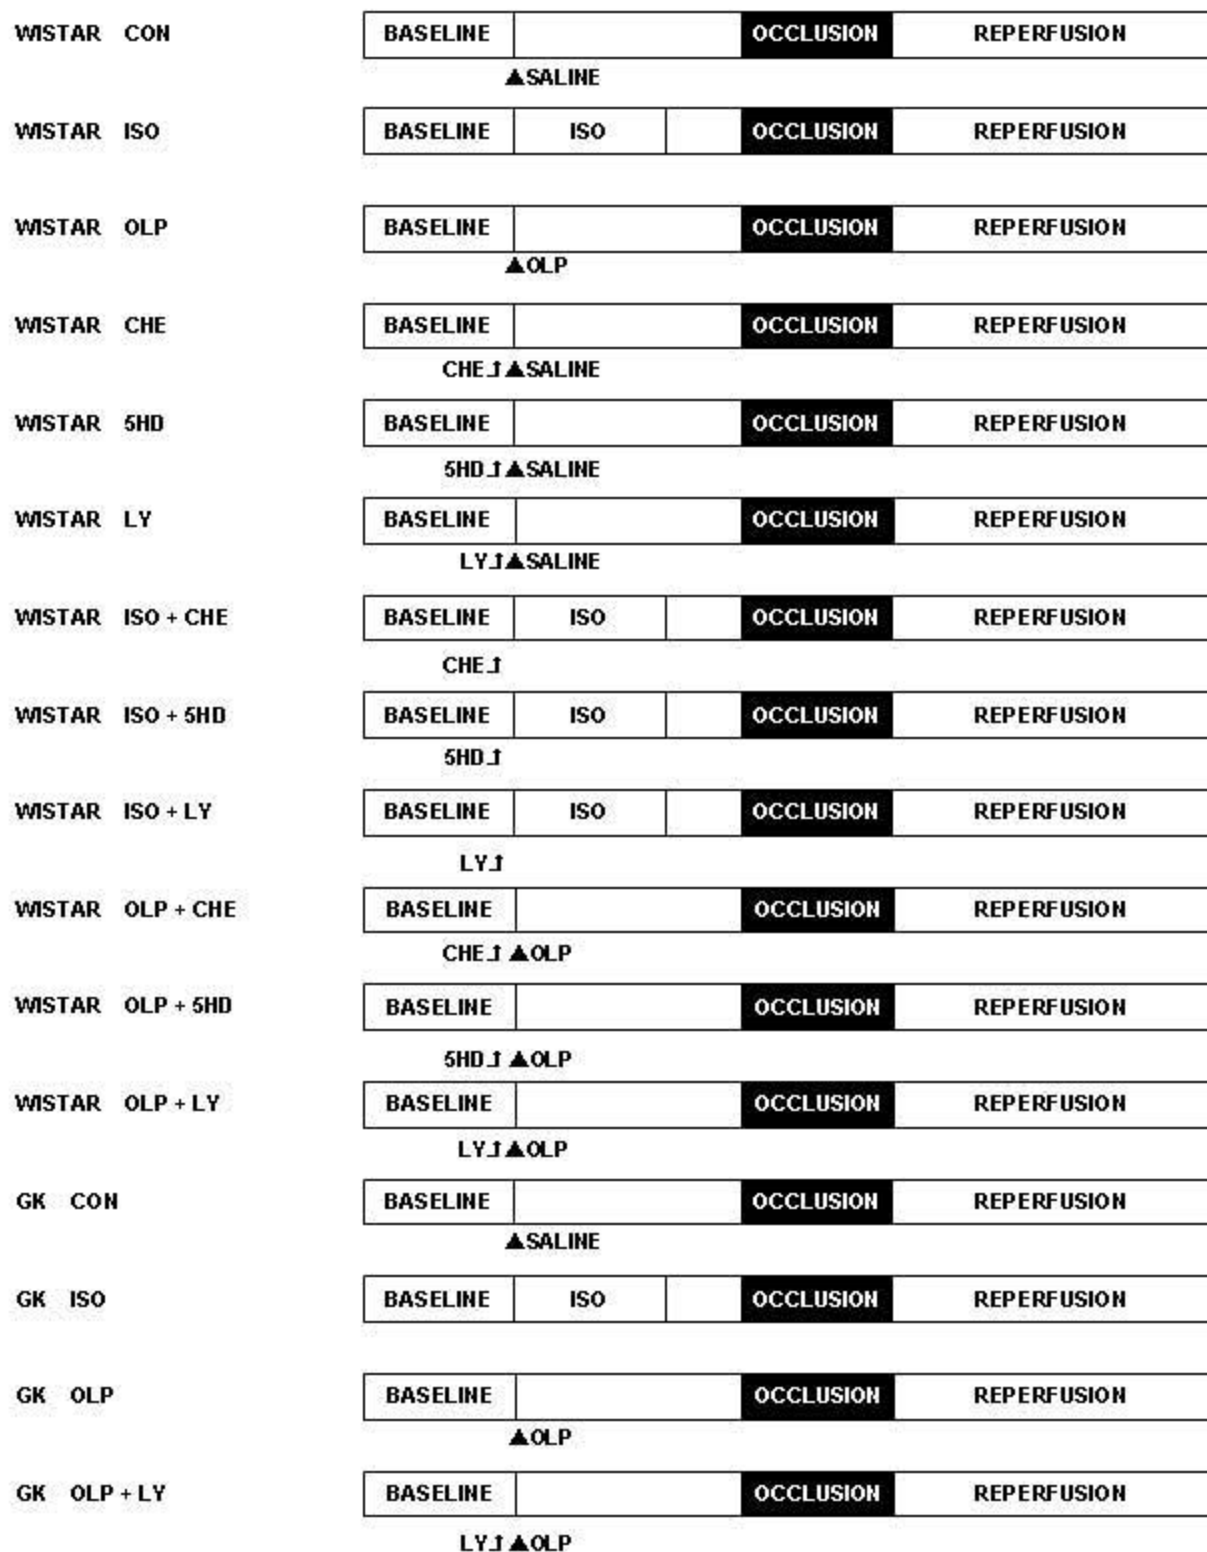 WISTAR CON BASELINE OCCLUSION REPERFUSION
▲SALINE
WISTAR ISO BASELINE ISO OCCLUSION REPERFUSION
WISTAR OLP BASELINE OCCLUSION REPERFUSION
▲OLP
WISTAR CHE BASELINE OCCLUSION REPERFUSION
CHE ▲SALINE
WISTAR 5HD BASELINE OCCLUSION REPERFUSION
5HD ▲SALINE
WISTAR LY BASELINE OCCLUSION REPERFUSION
LY ▲SALINE
WISTAR ISO + CHE BASELINE ISO OCCLUSION REPERFUSION
CHE
WISTAR ISO + 5HD BASELINE ISO OCCLUSION REPERFUSION
5HD
WISTAR ISO + LY BASELINE ISO OCCLUSION REPERFUSION
LY
WISTAR OLP + CHE BASELINE OCCLUSION REPERFUSION
CHE ▲OLP
WISTAR OLP + 5HD BASELINE OCCLUSION REPERFUSION
5HD ▲OLP
WISTAR OLP + LY BASELINE OCCLUSION REPERFUSION
LY ▲OLP
GK CON BASELINE OCCLUSION REPERFUSION
▲SALINE
GK ISO BASELINE ISO OCCLUSION REPERFUSION
GK OLP BASELINE OCCLUSION REPERFUSION
▲OLP
GK OLP + LY BASELINE OCCLUSION REPERFUSION
LY ▲OLP